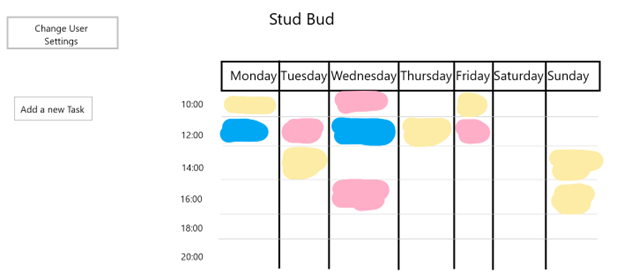 Stud Bud
Change User
Settings
Add a new Task
Monday Tuesday Wednesday Thursday Friday Saturday Sunday
10:00
12:00
14:00
16:00
18:00
20:00